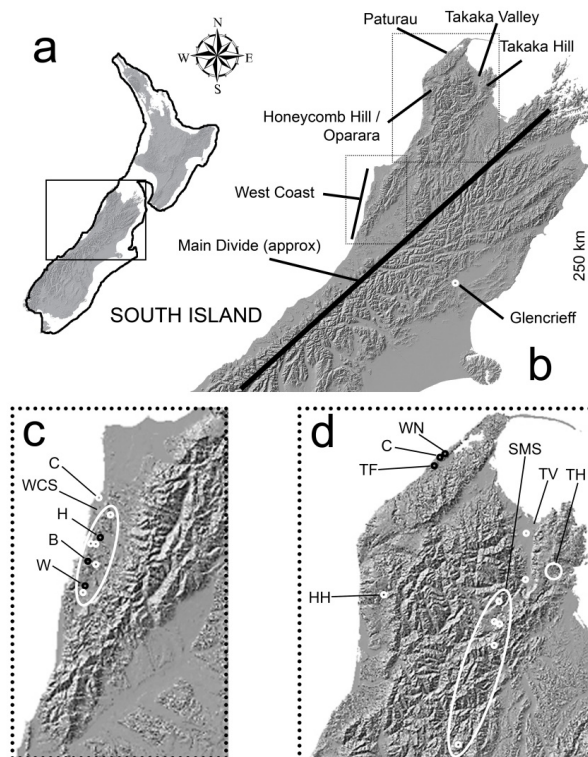 a
N
W
E
S
SOUTH ISLAND
Paturau
Takaka Valley
Takaka Hill
Honeycomb Hill /
Oparara
West Coast
Main Divide (approx)
Glencrieff
250 km
b
c
C
WCS
H
B
W
d
WN
C
TF
SMS
TV
TH
HH